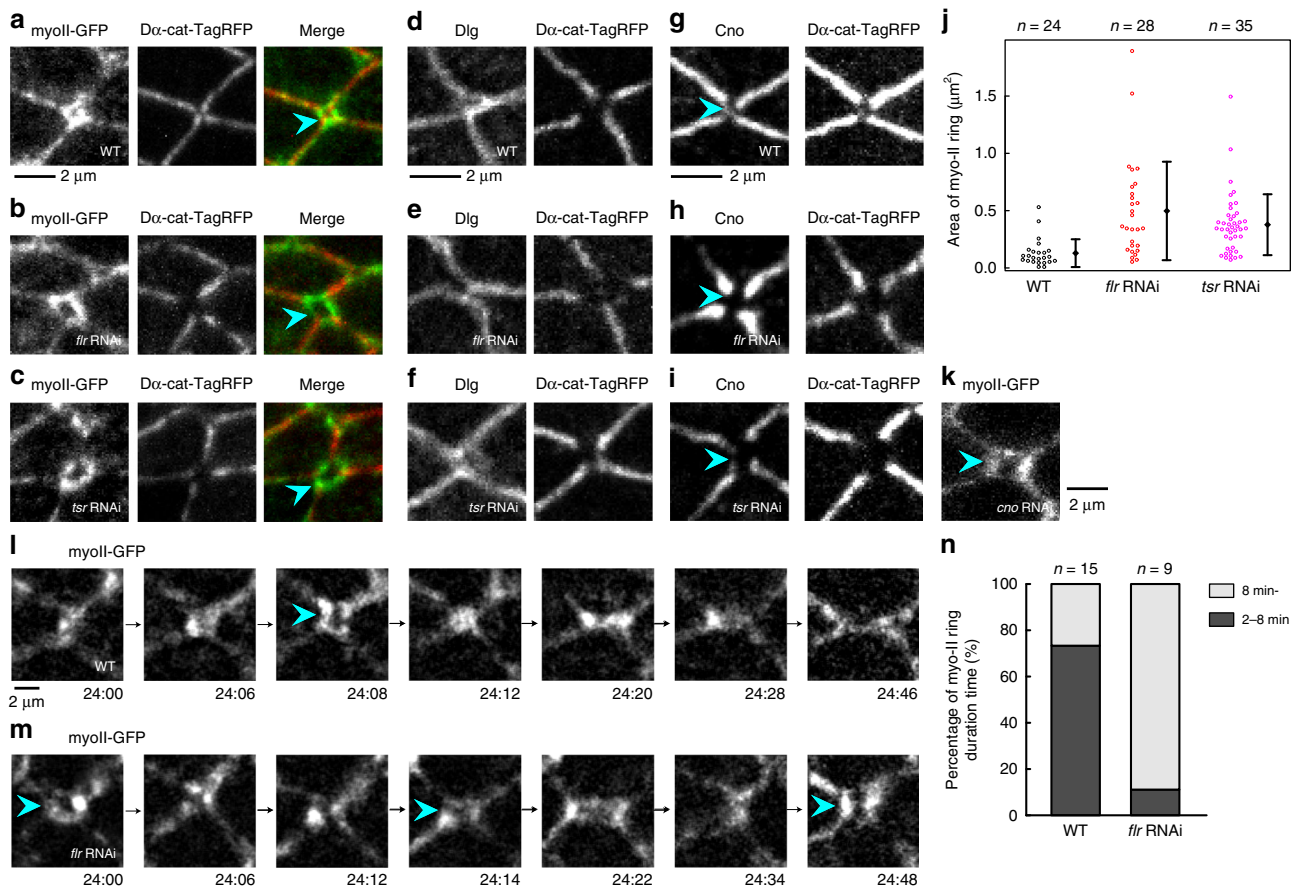 a
myoII-GFP
Dα-cat-TagRFP
Merge
WT
2 μm
b
myoII-GFP
Dα-cat-TagRFP
Merge
flr RNAi
c
myoII-GFP
Dα-cat-TagRFP
Merge
tsr RNAi
d
Dlg
Dα-cat-TagRFP
WT
2 μm
e
Dlg
Dα-cat-TagRFP
flr RNAi
f
Dlg
Dα-cat-TagRFP
tsr RNAi
g
Cno
Dα-cat-TagRFP
WT
2 μm
h
Cno
Dα-cat-TagRFP
flr RNAi
i
Cno
Dα-cat-TagRFP
tsr RNAi
j
n = 24
n = 28
n = 35
Area of myo-II ring (μm²)
1.5
1.0
0.5
0.0
WT
flr RNAi
tsr RNAi
k
myoII-GFP
cno RNAi
2 μm
l
myoII-GFP
WT
2 μm
24:00
24:06
24:08
24:12
24:20
24:28
24:46
m
myoII-GFP
flr RNAi
24:00
24:06
24:12
24:14
24:22
24:34
24:48
n
n = 15
n = 9
Percentage of myo-II ring
duration time (%)
100
80
60
40
20
0
WT
flr RNAi
8 min-
2–8 min